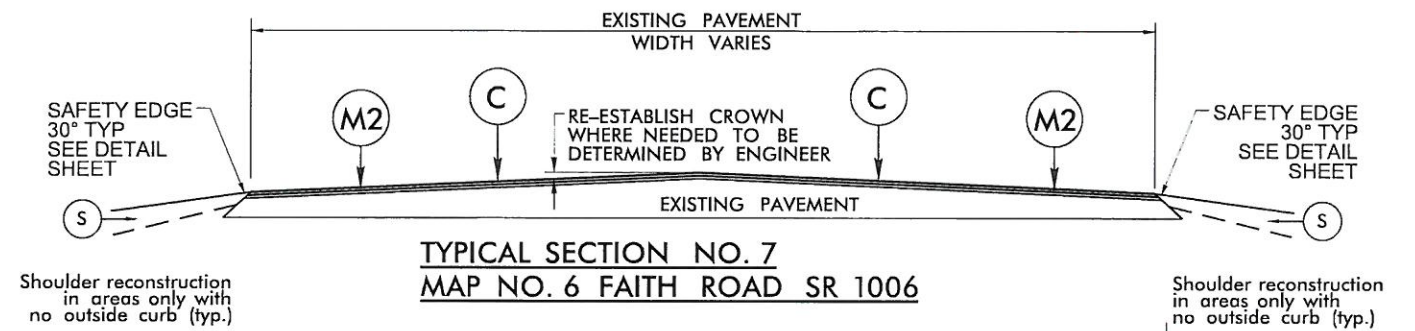 EXISTING PAVEMENT
WIDTH VARIES
SAFETY EDGE
30° TYP
SEE DETAIL
SHEET
M2
C
RE-ESTABLISH CROWN
WHERE NEEDED TO BE
DETERMINED BY ENGINEER
C
M2
SAFETY EDGE
30° TYP
SEE DETAIL
SHEET
S
EXISTING PAVEMENT
S
TYPICAL SECTION NO. 7
MAP NO. 6 FAITH ROAD SR 1006
Shoulder reconstruction
in areas only with
no outside curb (typ.)
Shoulder reconstruction
in areas only with
no outside curb (typ.)